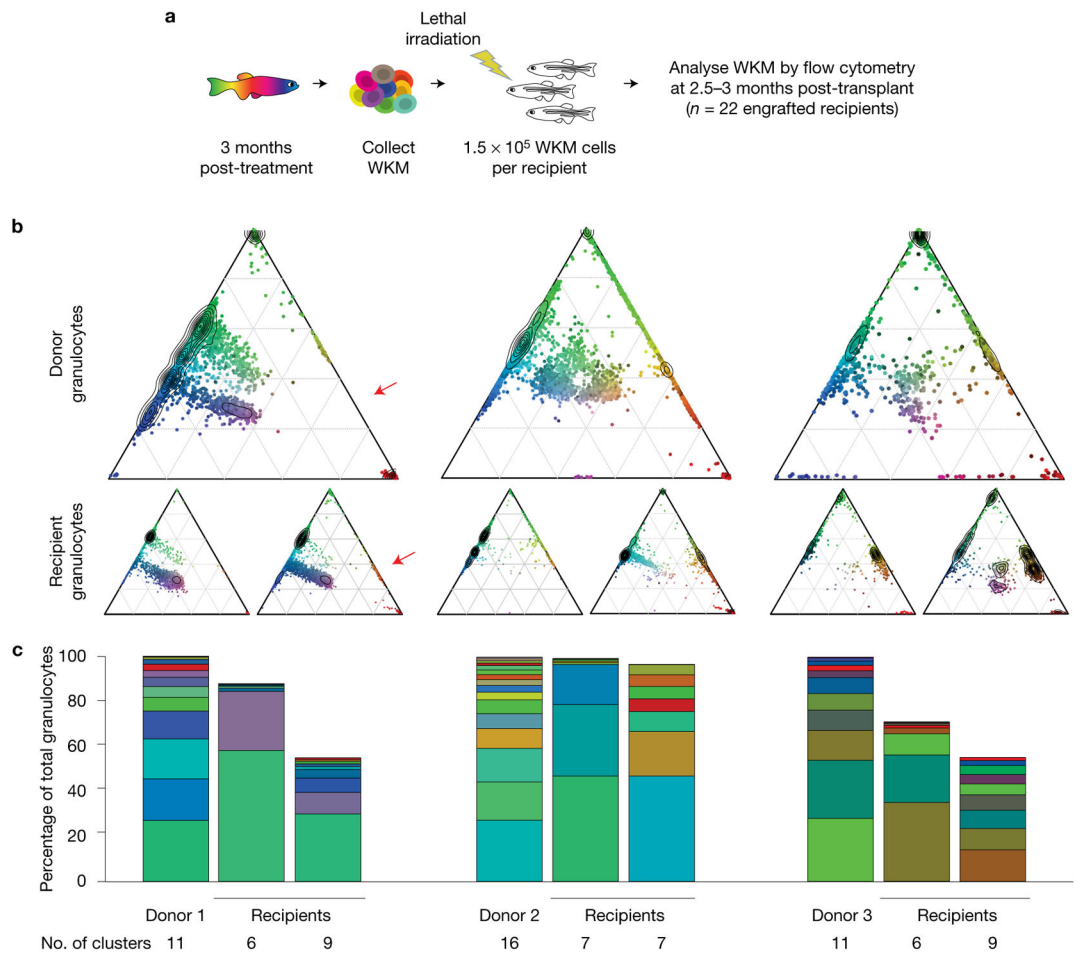 a
Lethal
irradiation
Analyse WKM by flow cytometry
at 2.5–3 months post-transplant
(n = 22 engrafted recipients)
3 months
post-treatment
Collect
WKM
1.5 × 10⁵ WKM cells
per recipient
b
Donor
granulocytes
Recipient
granulocytes
c
Percentage of total granulocytes
100
80
60
40
20
0
Donor 1
Recipients
Donor 2
Recipients
Donor 3
Recipients
No. of clusters 11 6 9 16 7 7 11 6 9